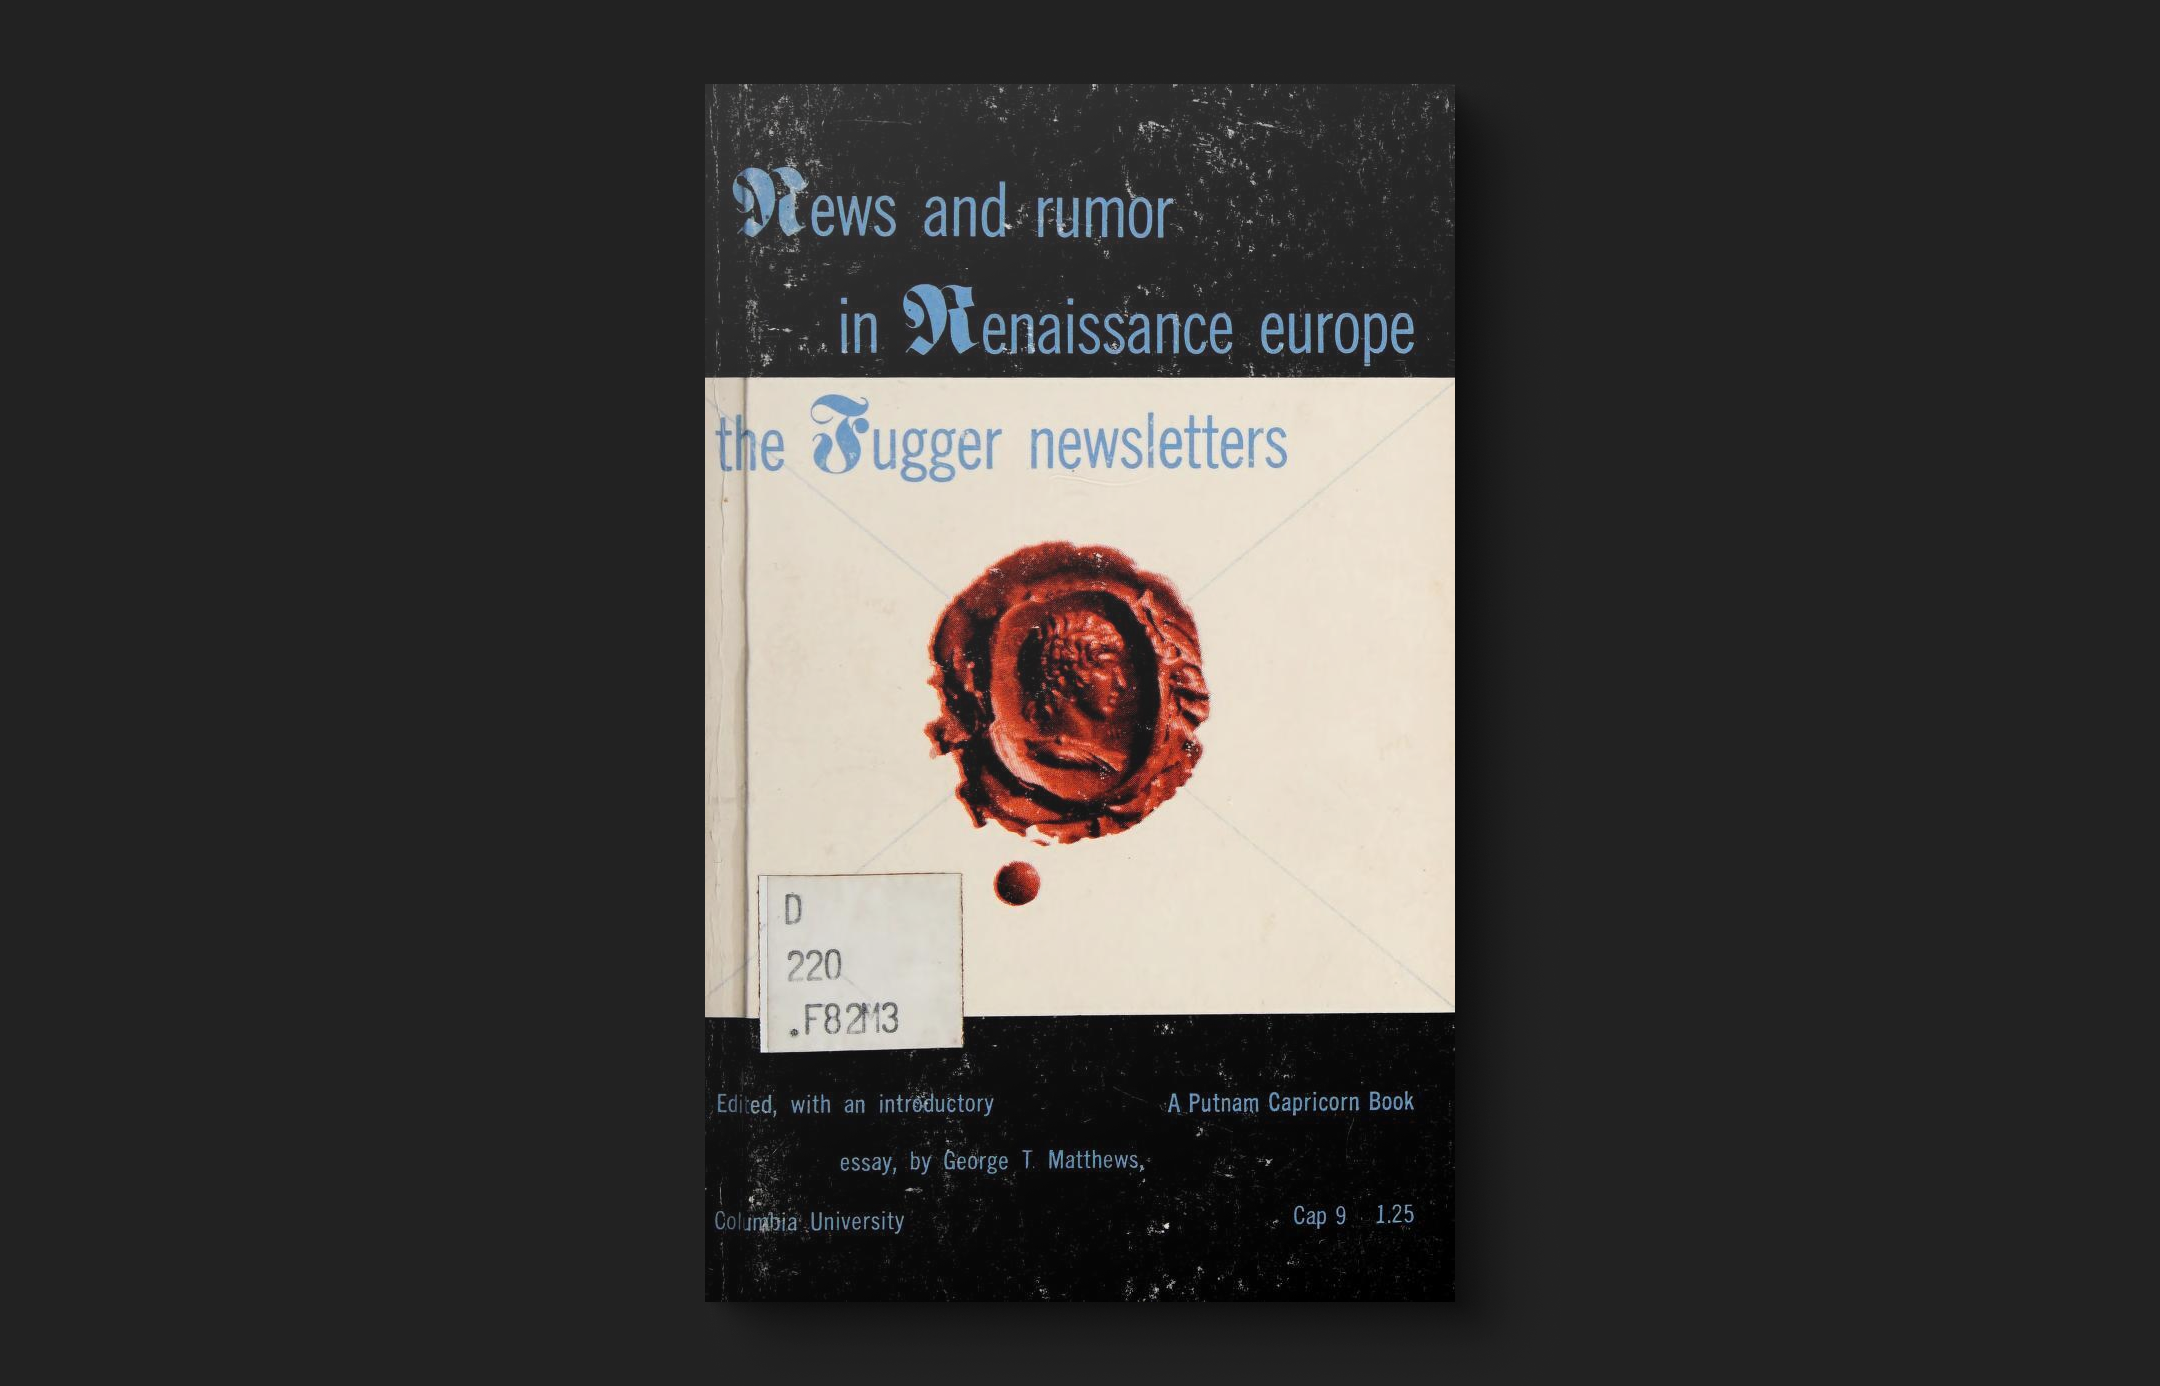 News and rumor
in Renaissance europe
the Fugger newsletters
D
220
.F82M3
Edited, with an introductory
A Putnam Capricorn Book
essay, by George T. Matthews,
Columbia University
Cap 9 1.25